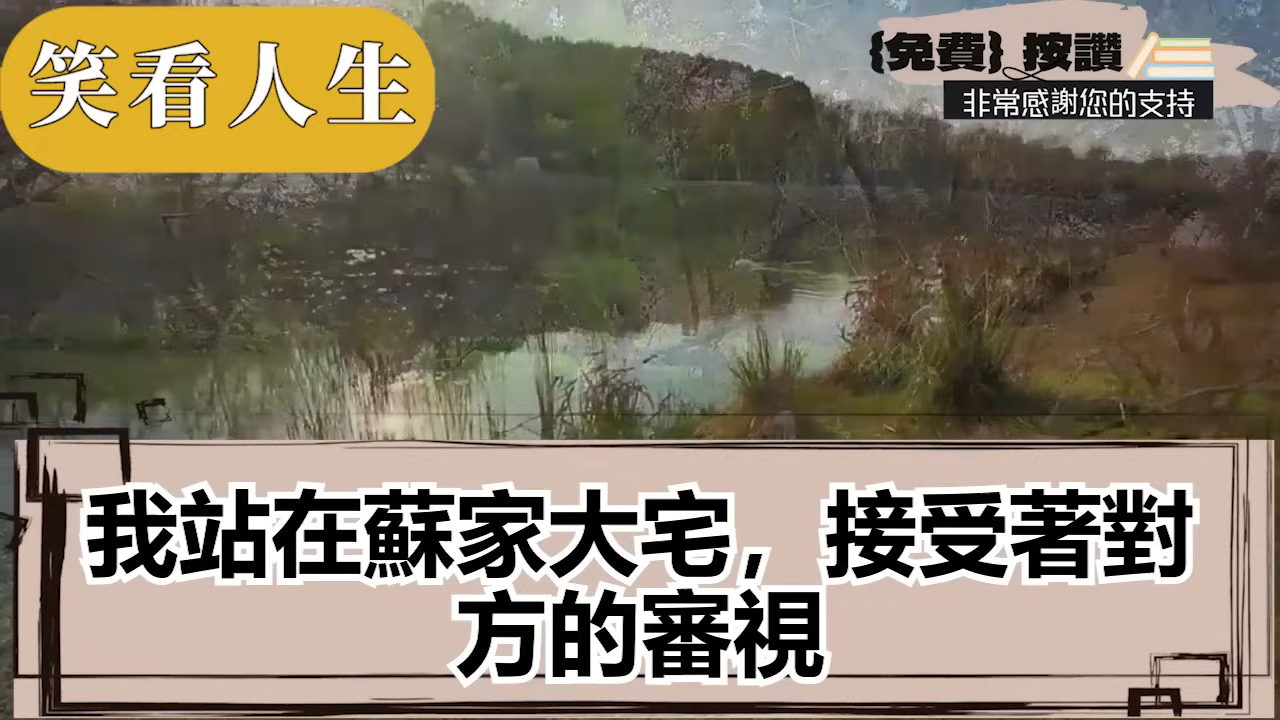 笑看人生
{免費} 按讚
非常感謝您的支持
我站在蘇家大宅，接受著對
方的審視